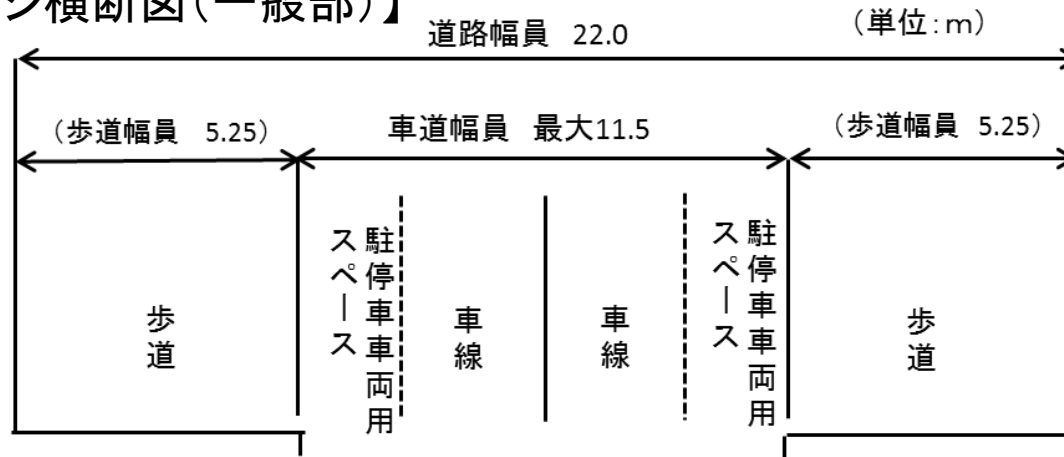 ジ横断図(一般部)】
(単位:m)
道路幅員 22.0
(歩道幅員 5.25)
車道幅員 最大11.5
(歩道幅員 5.25)
歩道
駐停車車両用
スペース
車線
車線
駐停車車両用
スペース
歩道